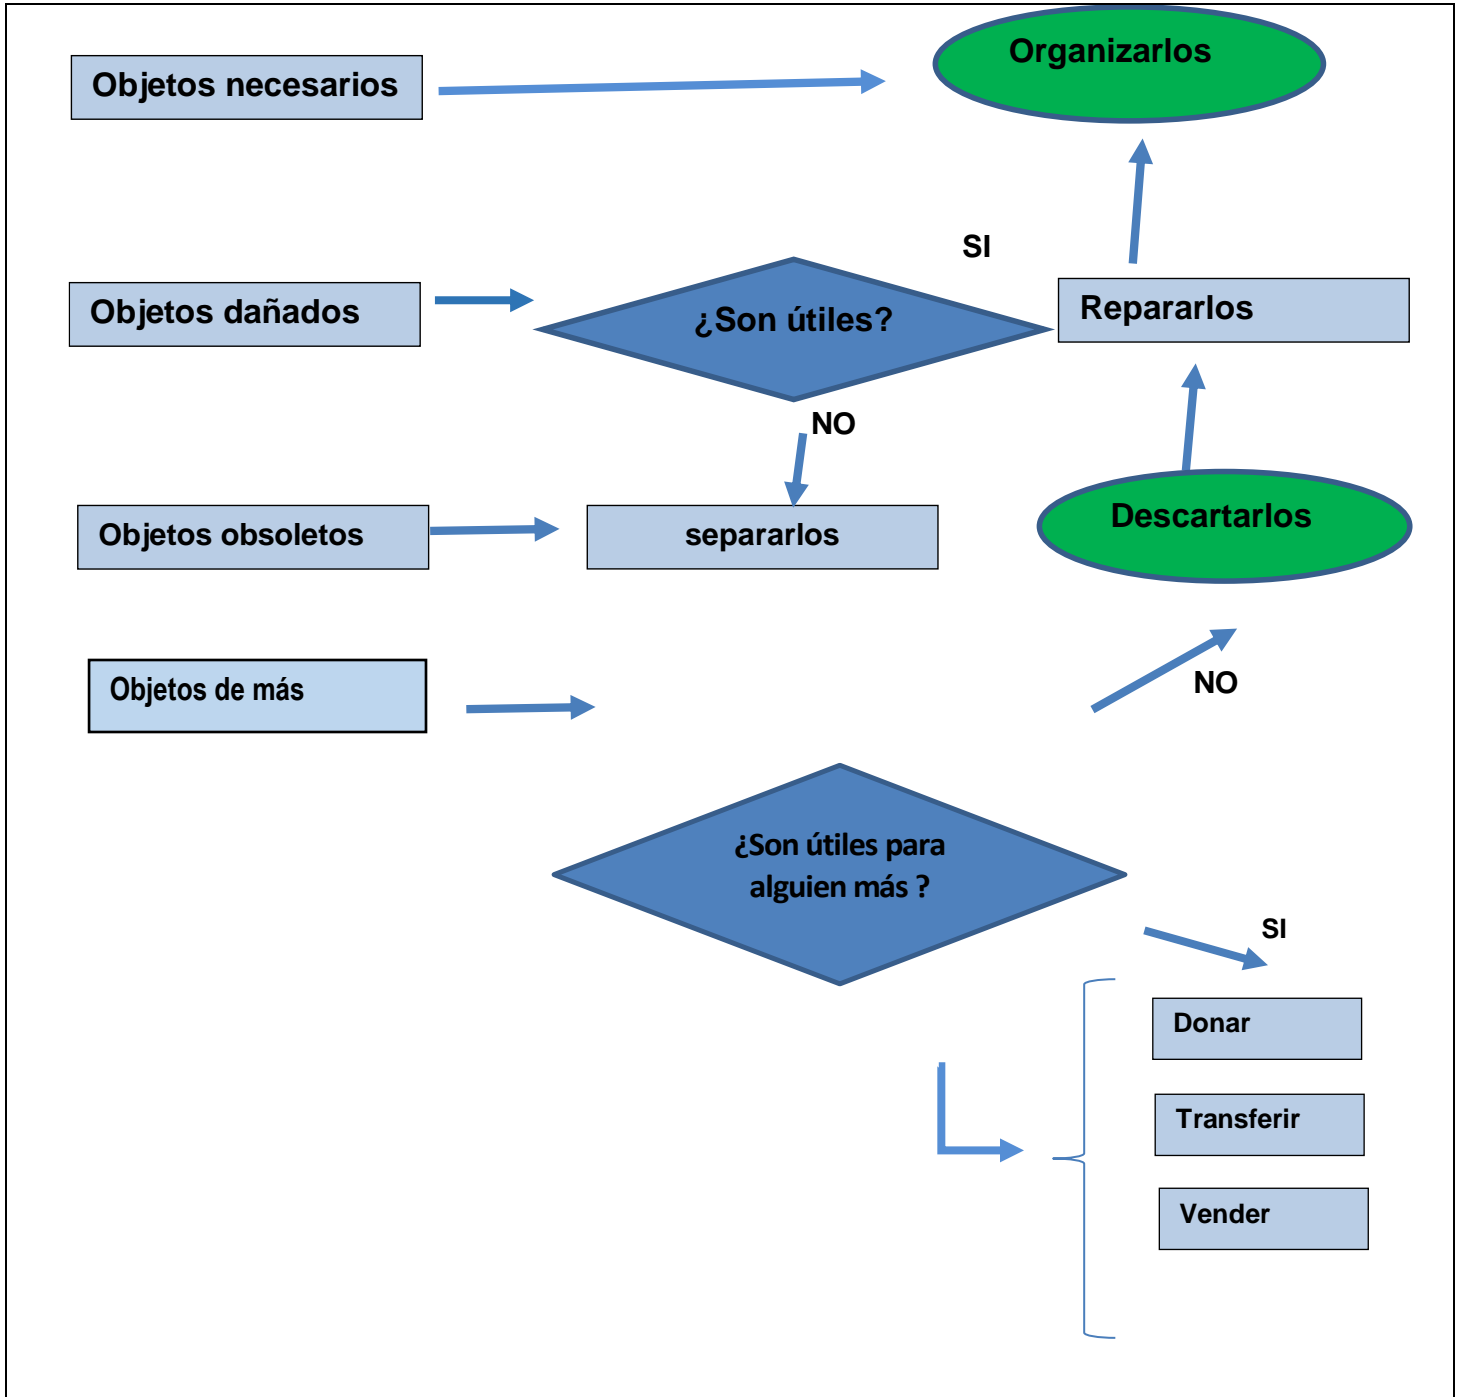 Organizarlos
Objetos necesarios
SI
Objetos dañados
¿Son útiles?
Repararlos
NO
Objetos obsoletos
separarlos
Descartarlos
Objetos de más
NO
¿Son útiles para
alguien más ?
SI
Donar
Transferir
Vender